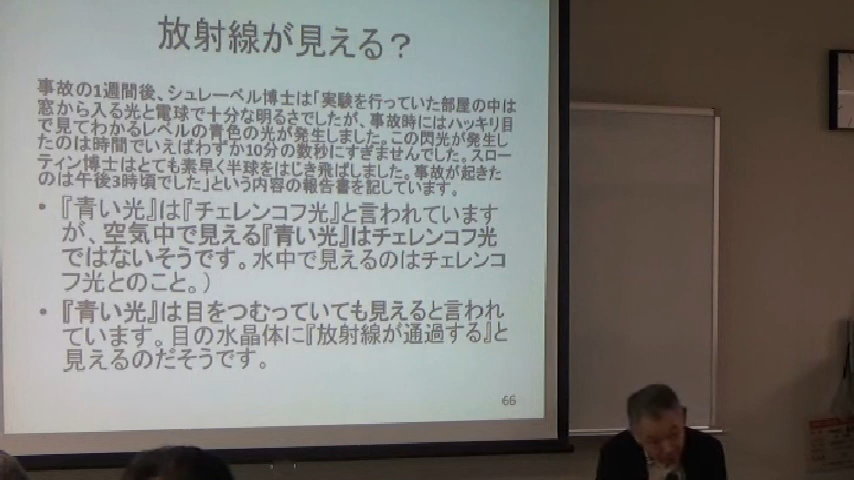 放射線が見える?
事故の1週間後、シュレーベル博士は「実験を行っていた部屋の中は
窓から入る光と電球で十分な明るさでしたが、事故時にはハッキリ目
で見てわかるレベルの青色の光が発生しました。この閃光が発生し
たのは時間でいえばわずか10分の数秒にすぎませんでした。スロー
ティン博士はとても素早く半球をはじき飛ばしました。事故が起きた
のは午後3時頃でした」という内容の報告書を記しています。
• 『青い光』は『チェレンコフ光』と言われています
が、空気中で見える『青い光』はチェレンコフ光
ではないそうです。水中で見えるのはチェレンコ
フ光とのこと。)
• 『青い光』は目をつむっていても見えると言われ
ています。目の水晶体に『放射線が通過する』と
見えるのだそうです。
66